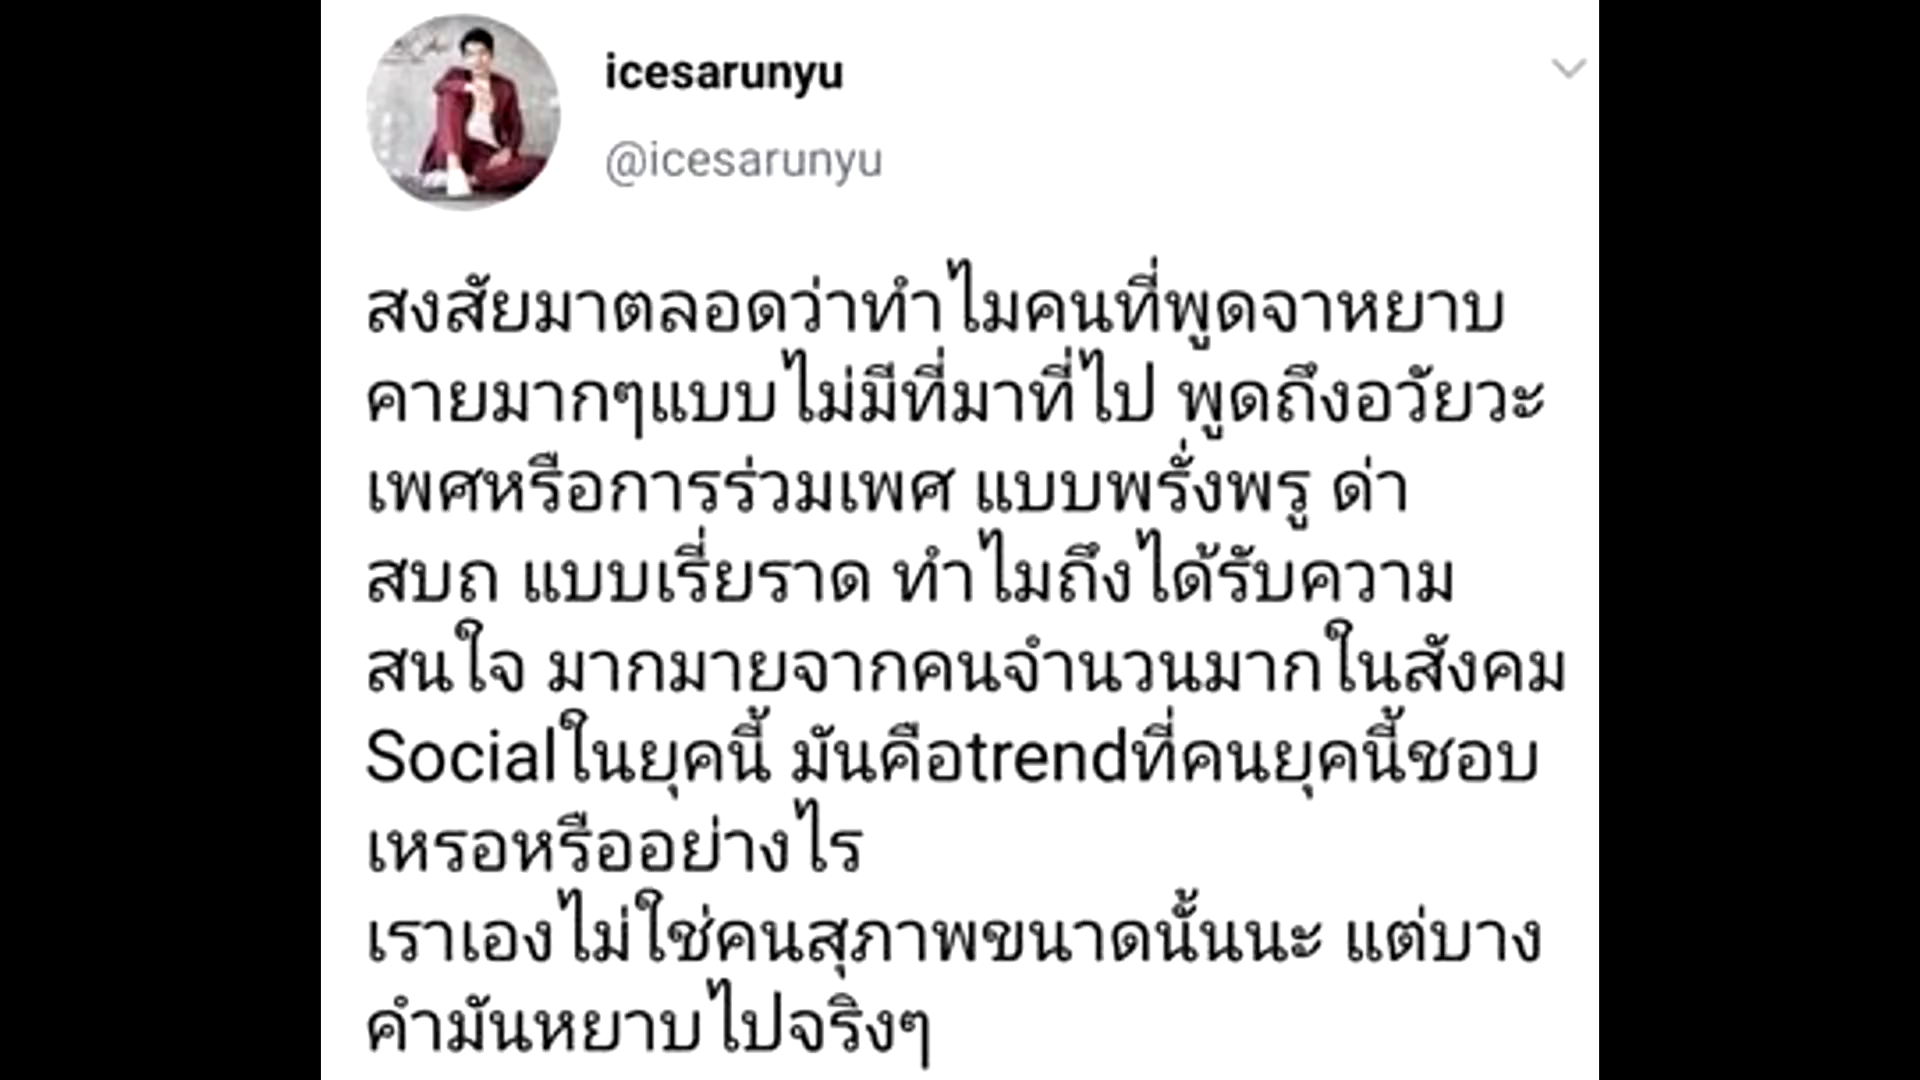 icesarunyu
@icesarunyu
สงสัยมาตลอดว่าทำไมคนที่พูดจาหยาบ
คายมากๆแบบไม่มีที่มาที่ไป พูดถึงอวัยวะ
เพศหรือการร่วมเพศ แบบพรั่งพรู ด่า
สบถ แบบเรี่ยราด ทำไมถึงได้รับความ
สนใจ มากมายจากคนจำนวนมากในสังคม
Socialในยุคนี้ มันคือtrendที่คนยุคนี้ชอบ
เหรอหรืออย่างไร
เราเองไม่ใช่คนสุภาพขนาดนั้นนะ แต่บาง
คำมันหยาบไปจริงๆ